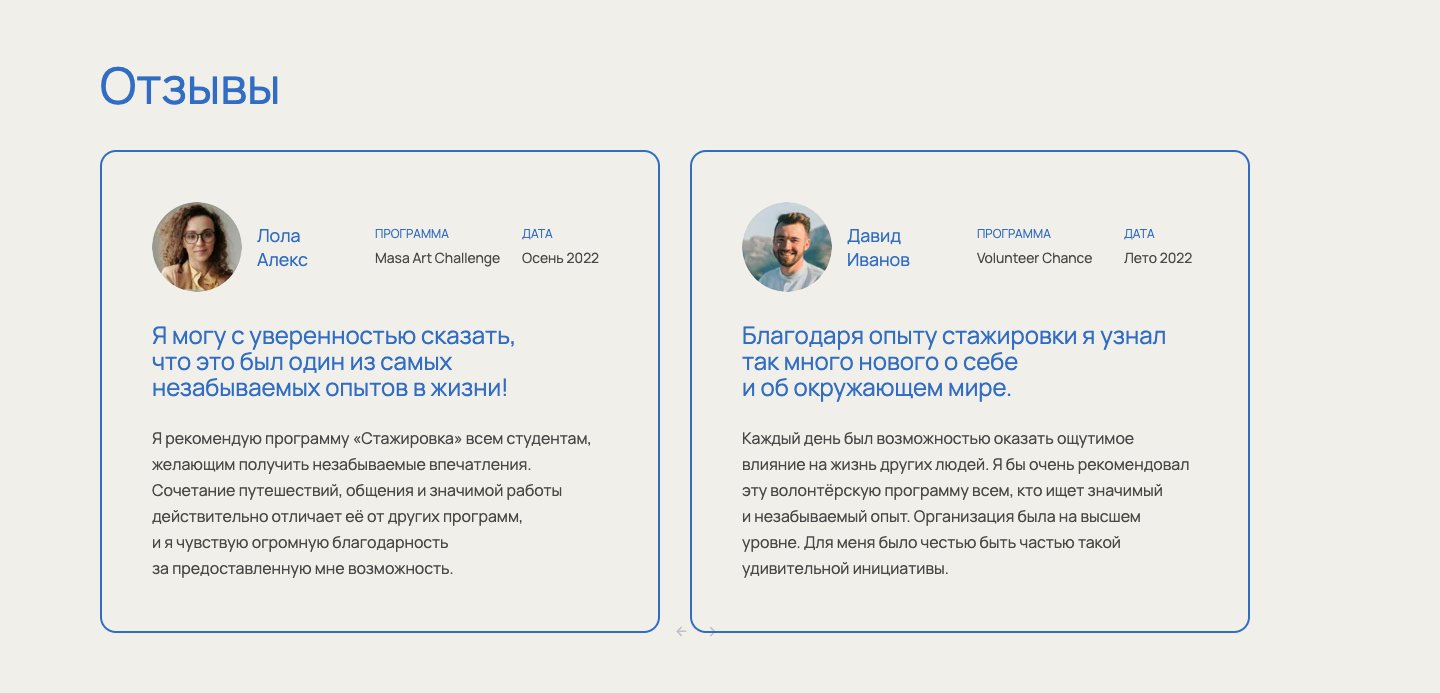 Отзывы
Лола
Алекс
ПРОГРАММА
Masa Art Challenge
ДАТА
Осень 2022
Я могу с уверенностью сказать,
что это был один из самых
незабываемых опытов в жизни!
Я рекомендую программу «Стажировка» всем студентам,
желающим получить незабываемые впечатления.
Сочетание путешествий, общения и значимой работы
действительно отличает её от других программ,
и я чувствую огромную благодарность
за предоставленную мне возможность.
Давид
Иванов
ПРОГРАММА
Volunteer Chance
ДАТА
Лето 2022
Благодаря опыту стажировки я узнал
так много нового о себе
и об окружающем мире.
Каждый день был возможностью оказать ощутимое
влияние на жизнь других людей. Я бы очень рекомендовал
эту волонтёрскую программу всем, кто ищет значимый
и незабываемый опыт. Организация была на высшем
уровне. Для меня было честью быть частью такой
удивительной инициативы.